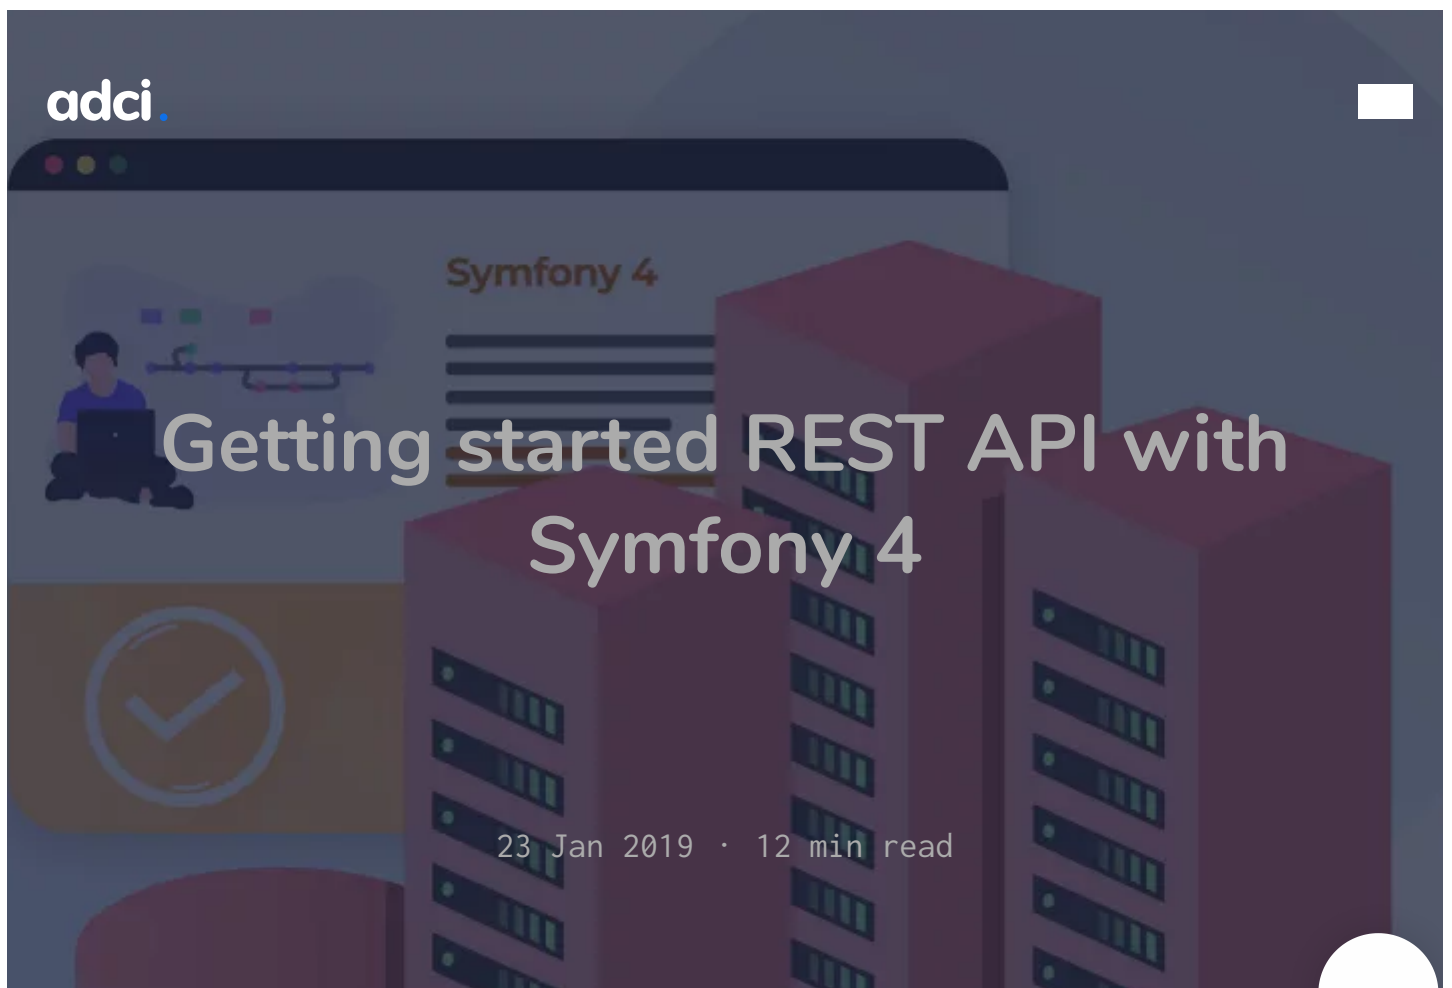 adci.
Symfony 4
Getting started REST API with
Symfony 4
23 Jan 2019 · 12 min read